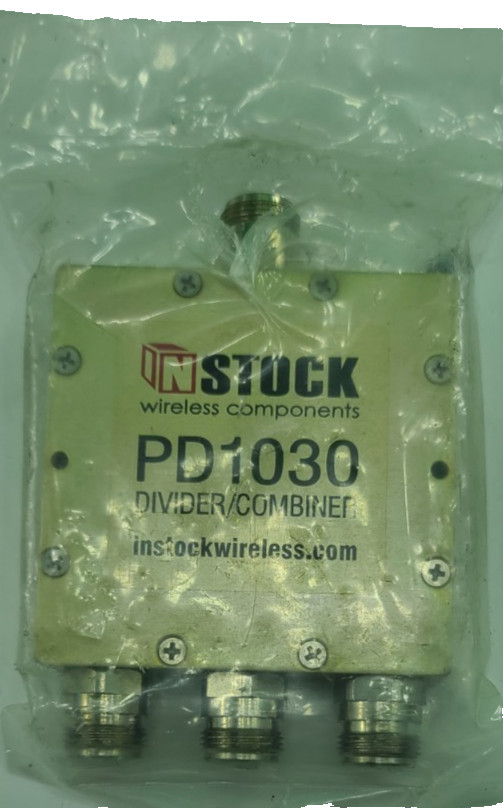 INSTOCK
wireless components
PD1030
DIVIDER/COMBINER
instockwireless.com